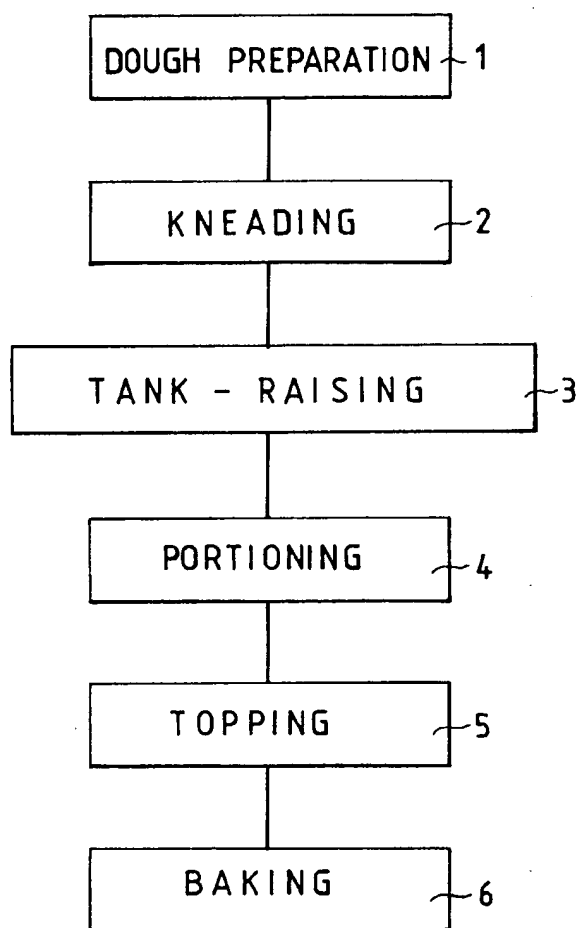 DOUGH PREPARATION 1
KNEADING 2
TANK - RAISING 3
PORTIONING 4
TOPPING 5
BAKING 6